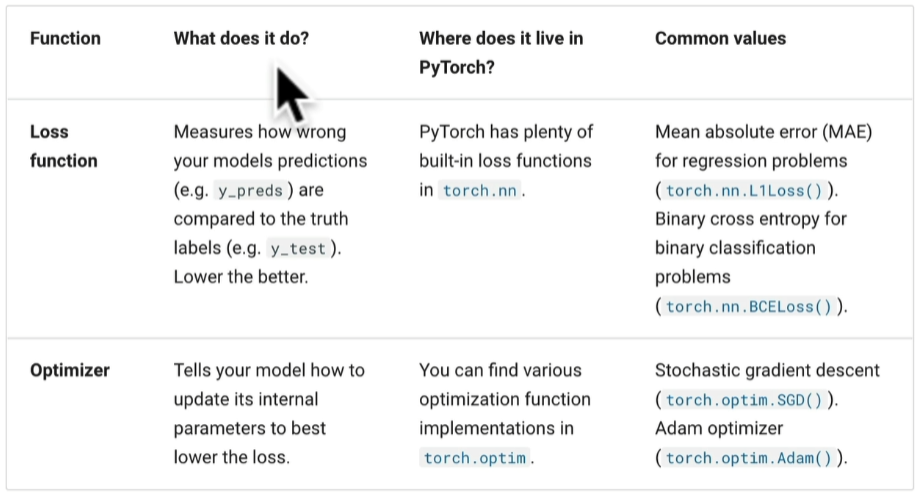 Function
What does it do?
Where does it live in
PyTorch?
Common values
Loss
function
Measures how wrong
your models predictions
(e.g. y_preds ) are
compared to the truth
labels (e.g. y_test ).
Lower the better.
PyTorch has plenty of
built-in loss functions
in torch.nn .
Mean absolute error (MAE)
for regression problems
( torch.nn.L1Loss() ).
Binary cross entropy for
binary classification
problems
( torch.nn.BCELoss() ).
Optimizer
Tells your model how to
update its internal
parameters to best
lower the loss.
You can find various
optimization function
implementations in
torch.optim .
Stochastic gradient descent
( torch.optim.SGD() ).
Adam optimizer
( torch.optim.Adam() ).